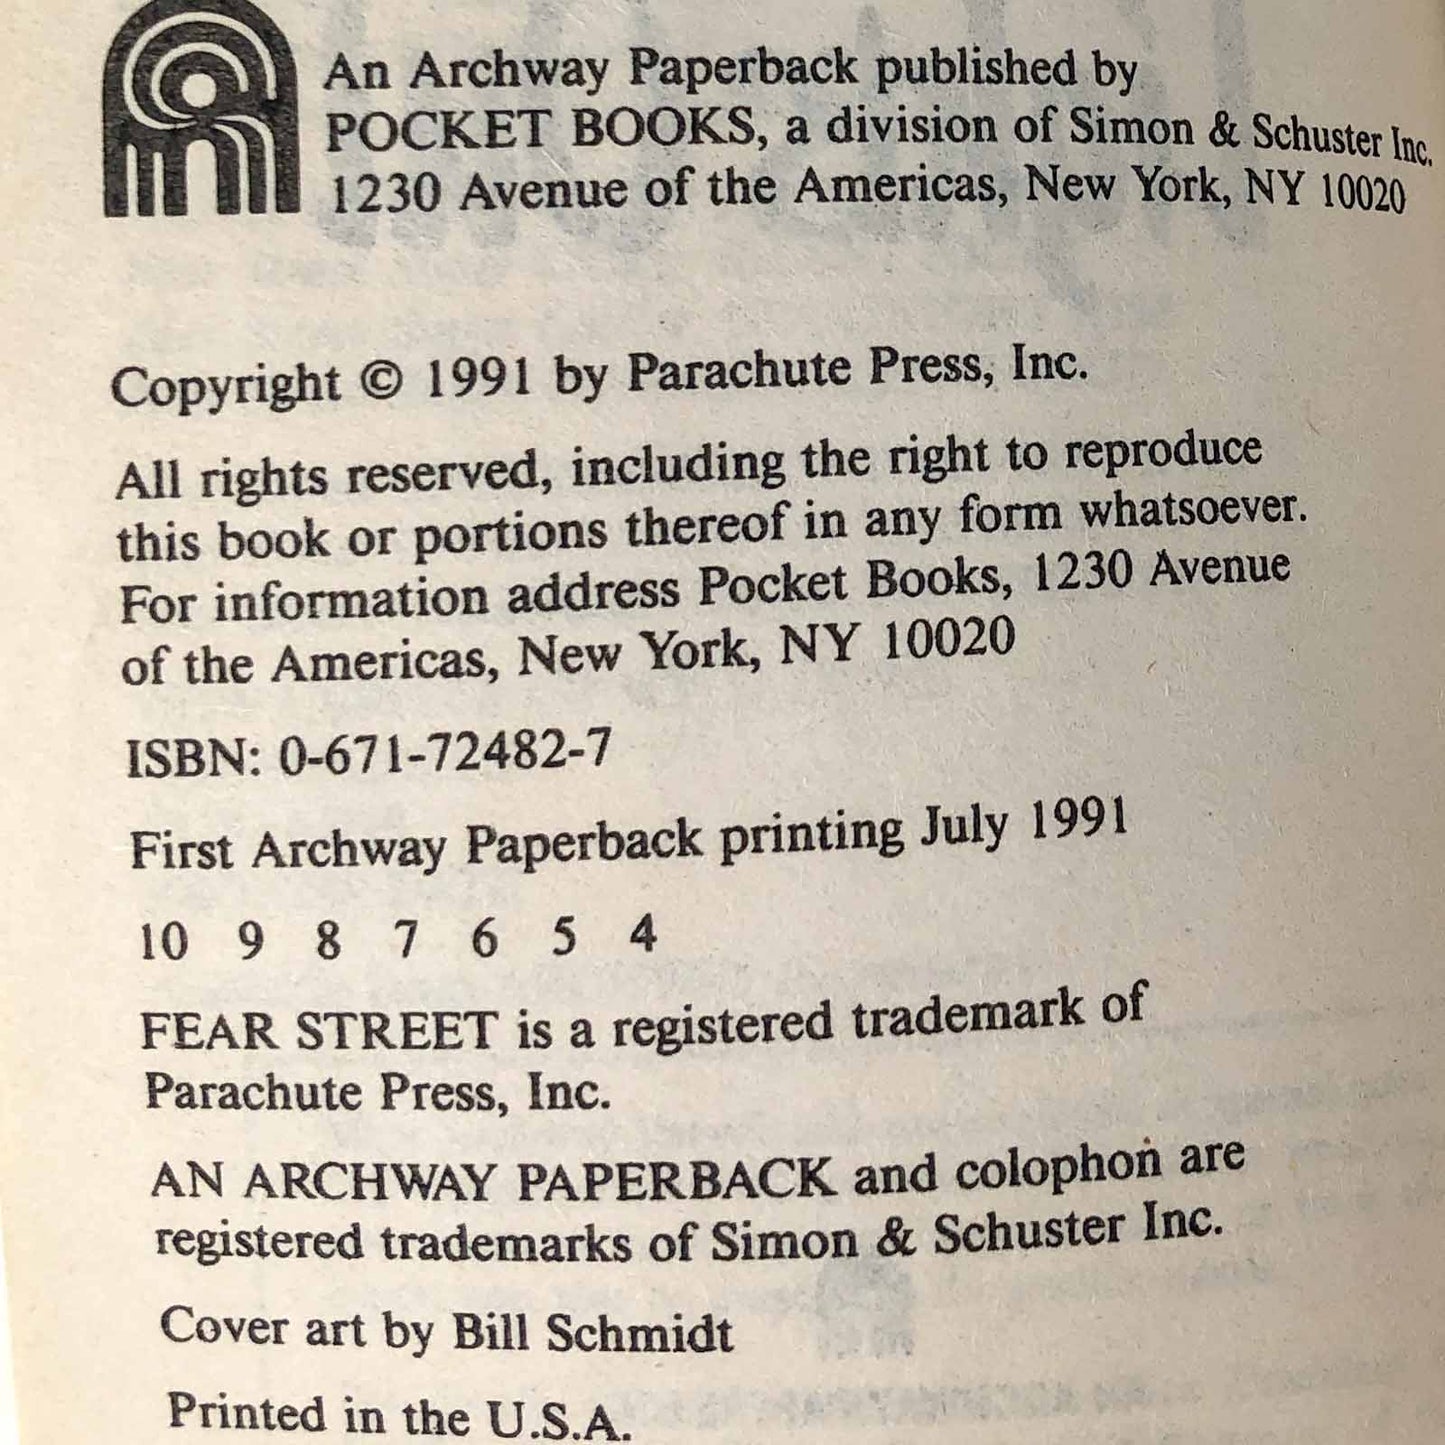 An Archway Paperback published by
POCKET BOOKS, a division of Simon & Schuster Inc.
1230 Avenue of the Americas, New York, NY 10020
Copyright © 1991 by Parachute Press, Inc.
All rights reserved, including the right to reproduce
this book or portions thereof in any form whatsoever.
For information address Pocket Books, 1230 Avenue
of the Americas, New York, NY 10020
ISBN: 0-671-72482-7
First Archway Paperback printing July 1991
10 9 8 7 6 5 4
FEAR STREET is a registered trademark of
Parachute Press, Inc.
AN ARCHWAY PAPERBACK and colophon are
registered trademarks of Simon & Schuster Inc.
Cover art by Bill Schmidt
Printed in the U.S.A.